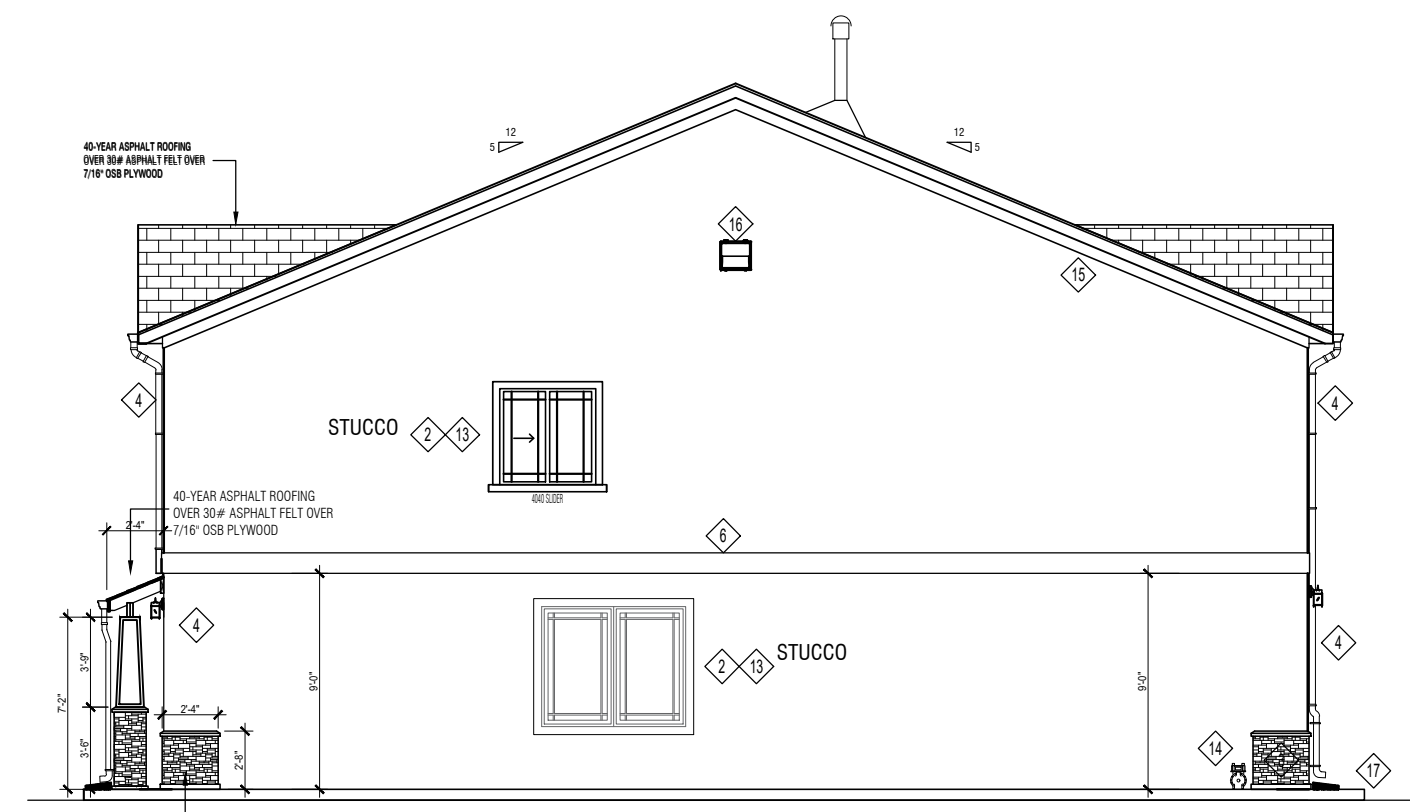 12
5
12
5
40-YEAR ASPHALT ROOFING
OVER 30# ASPHALT FELT OVER
7/16" OSB PLYWOOD
16
15
4
4
STUCCO 2 13
4040 SLIDER
40-YEAR ASPHALT ROOFING
OVER 30# ASPHALT FELT OVER
7/16" OSB PLYWOOD
2'-4"
6
4
4
2 13 STUCCO
3'-9"
7'-2"
3'-6"
2'-4"
2'-8"
9'-0"
9'-0"
14
17